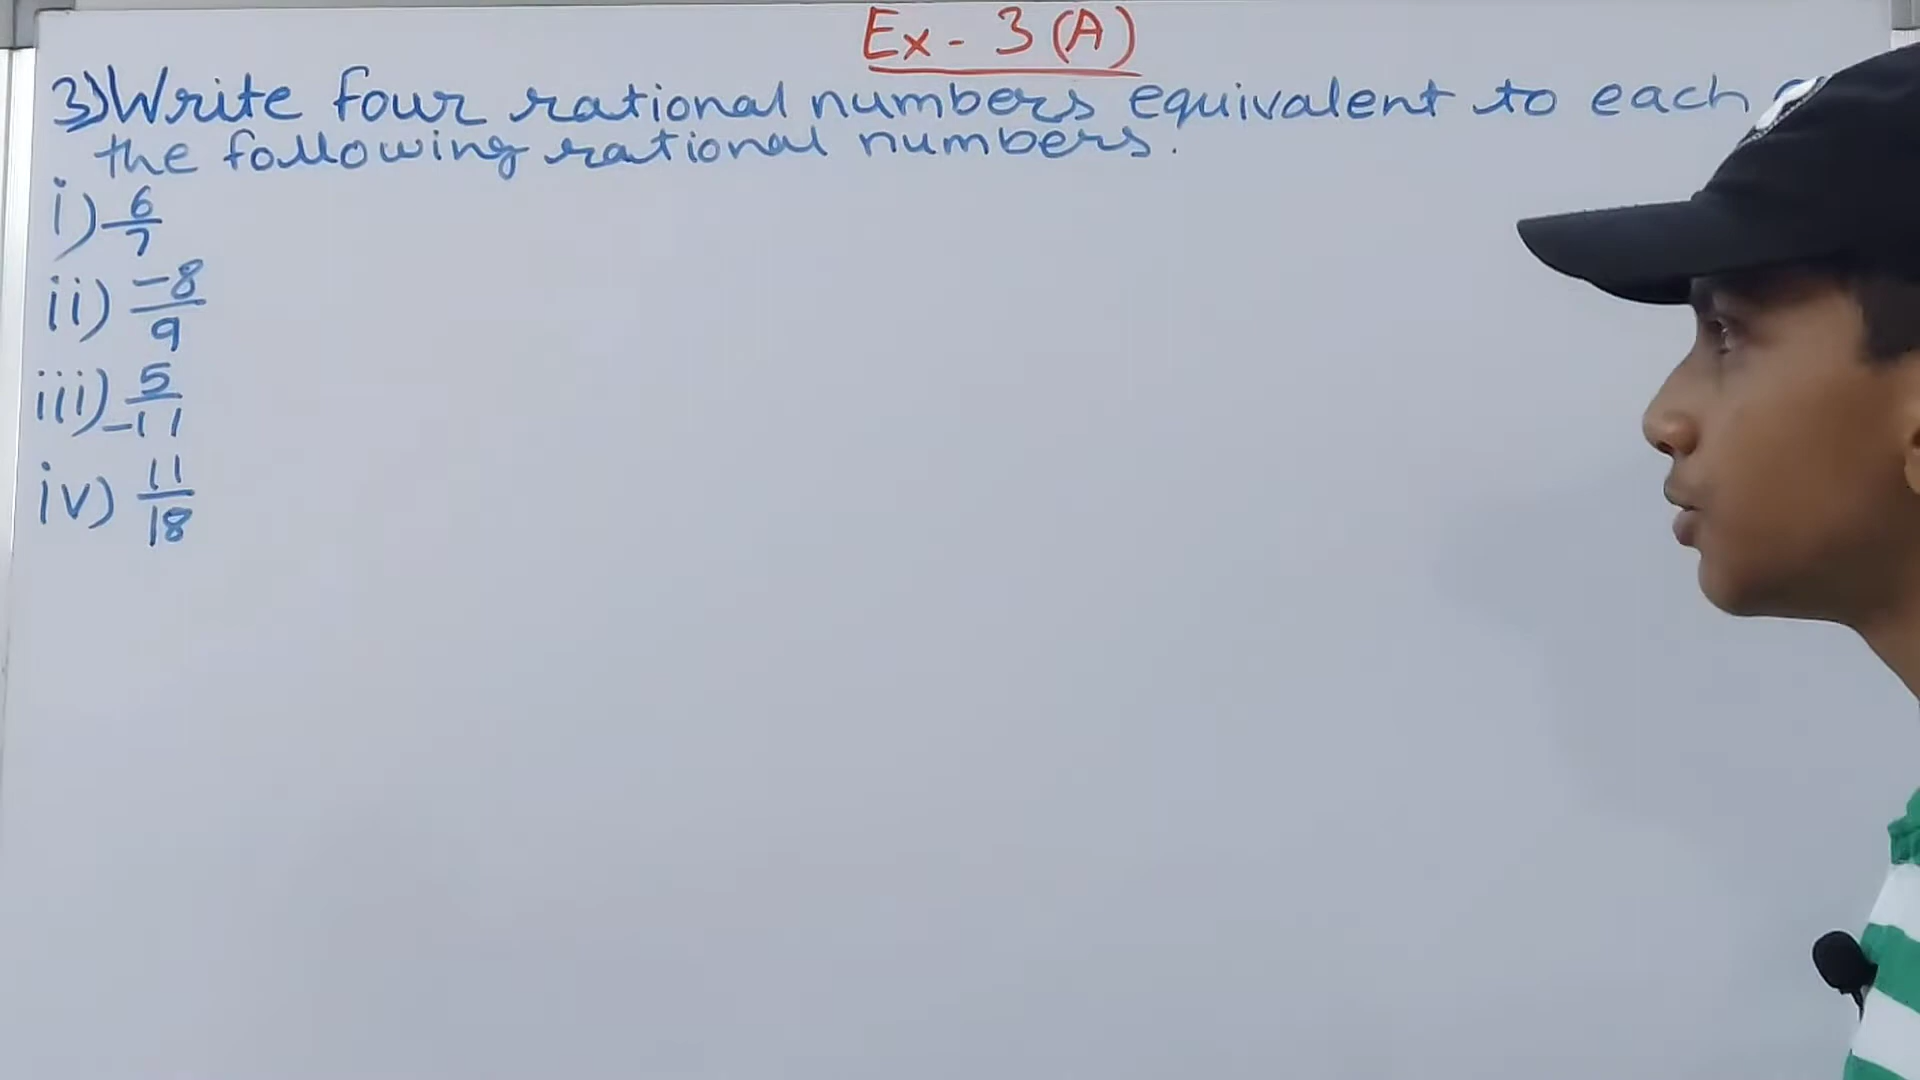 Ex - 3 (A)
3) Write four rational numbers equivalent to each
the following rational numbers.
i) 6/7
ii) -8/9
iii) 5/-11
iv) 11/18